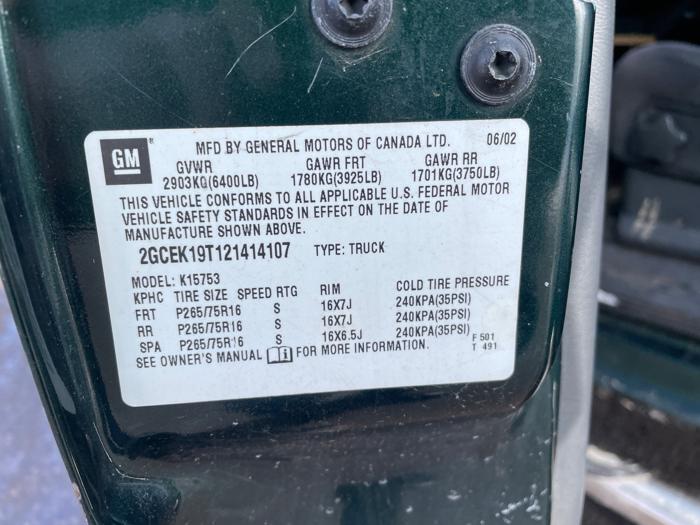 GM ® MFD BY GENERAL MOTORS OF CANADA LTD. 06/02
GVWR GAWR FRT GAWR RR
2903KG(6400LB) 1780KG(3925LB) 1701KG(3750LB)
THIS VEHICLE CONFORMS TO ALL APPLICABLE U.S. FEDERAL MOTOR
VEHICLE SAFETY STANDARDS IN EFFECT ON THE DATE OF
MANUFACTURE SHOWN ABOVE.
2GCEK19T121414107 TYPE: TRUCK
MODEL: K15753
KPHC TIRE SIZE SPEED RTG RIM COLD TIRE PRESSURE
FRT P265/75R16 S 16X7J 240KPA(35PSI)
RR P265/75R16 S 16X7J 240KPA(35PSI)
SPA P265/75R16 S 16X6.5J 240KPA(35PSI)
SEE OWNER'S MANUAL FOR MORE INFORMATION.
F 501
T 491